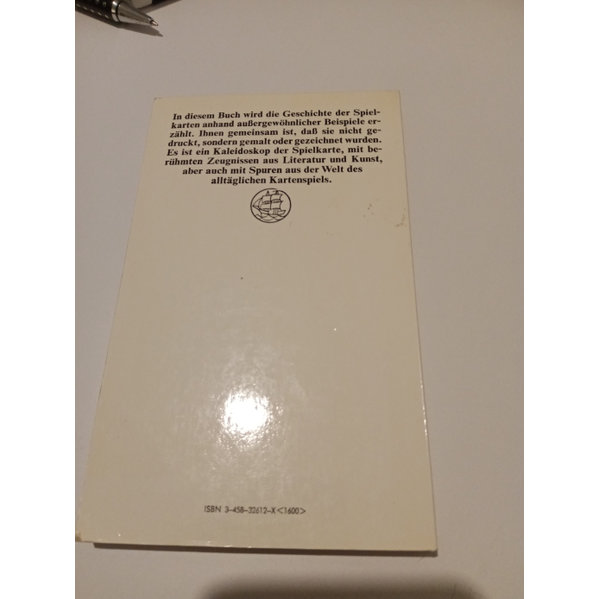 In diesem Buch wird die Geschichte der Spiel-
karten anhand außergewöhnlicher Beispiele er-
zählt. Ihnen gemeinsam ist, daß sie nicht ge-
druckt, sondern gemalt oder gezeichnet wurden.
Es ist ein Kaleidoskop der Spielkarte, mit be-
rühmten Zeugnissen aus Literatur und Kunst,
aber auch mit Spuren aus der Welt des
alltäglichen Kartenspiels.
ISBN 3-458-32612-X<1600>